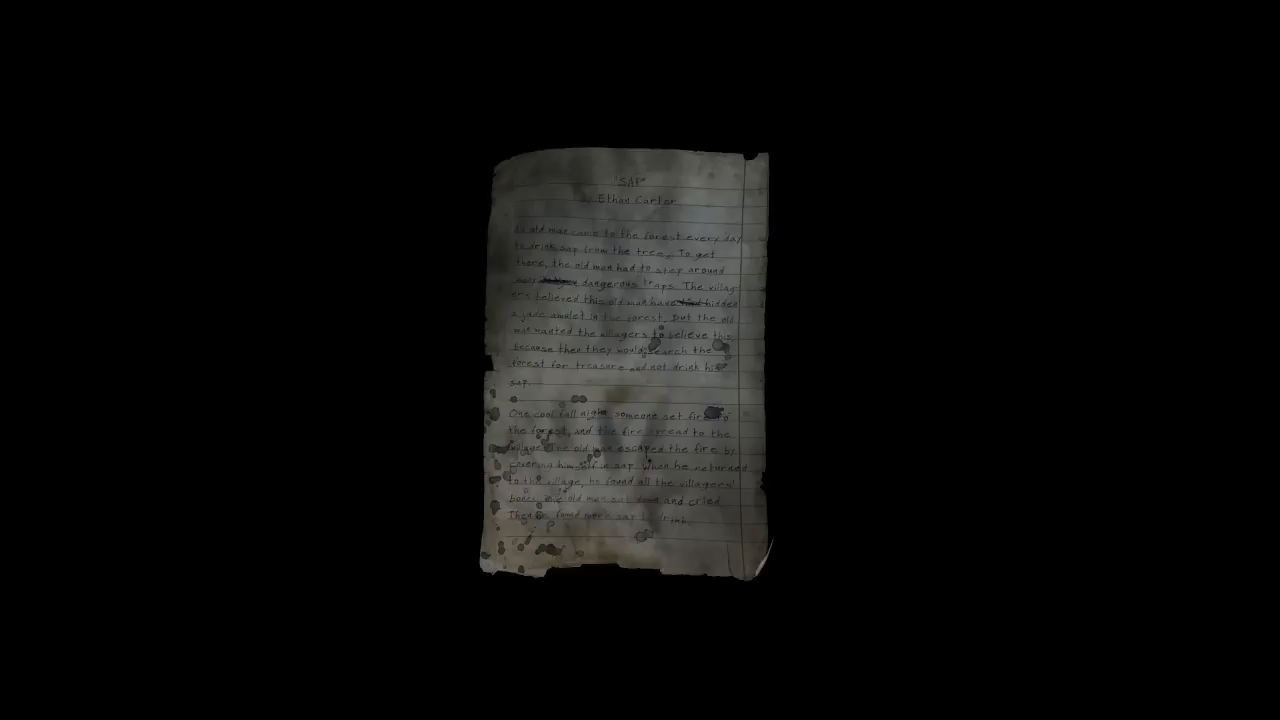 "SAP"
by Ethan Carter
An old man came to the forest every day
to drink sap from the tree. To get
there, the old man had to step around
many dangerous traps. The villag
ers believed this old man have hidden
a jade amulet in the forest. But the old
man wanted the villagers to believe this
because then they would search the
forest for treasure and not drink his
sap.
One cool fall night someone set fire to
the forest, and the fire spread to the
village. The old man escaped the fire by
covering himself in sap. When he returned
to the village, he found all the villagers'
bones. The old man sat down and cried.
Then he found more sap to drink.